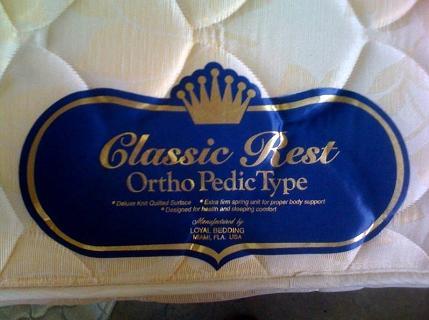 Classic Rest
Ortho Pedic Type
* Deluxe Knit Quilted Surface * Extra firm spring unit for proper body support
* Designed for health and sleeping comfort
Manufactured by
LOYAL BEDDING
MIAMI, FLA. USA